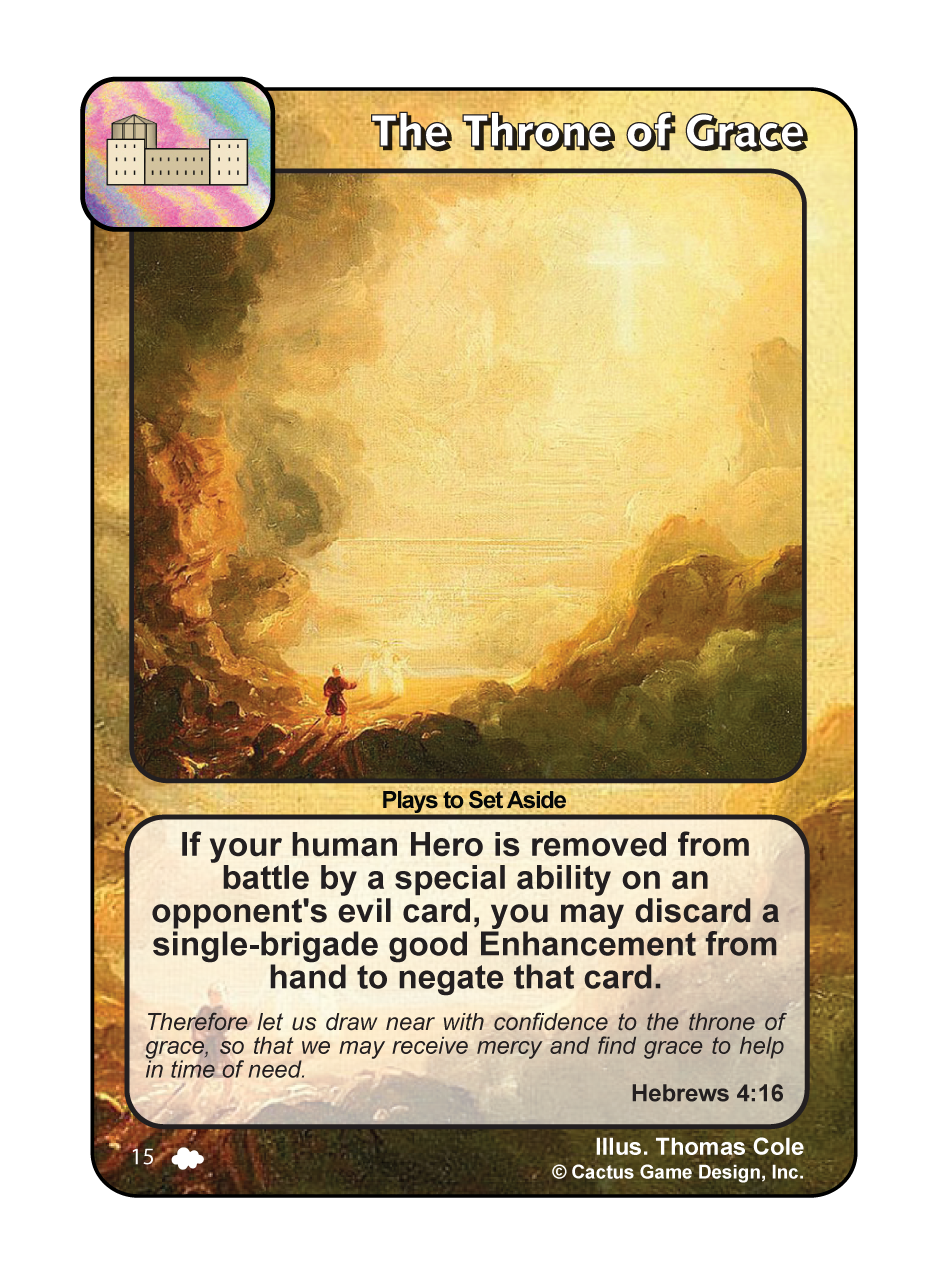 The Throne of Grace
Plays to Set Aside
If your human Hero is removed from
battle by a special ability on an
opponent's evil card, you may discard a
single-brigade good Enhancement from
hand to negate that card.
Therefore let us draw near with confidence to the throne of
grace, so that we may receive mercy and find grace to help
in time of need.
Hebrews 4:16
15
Illus. Thomas Cole
© Cactus Game Design, Inc.